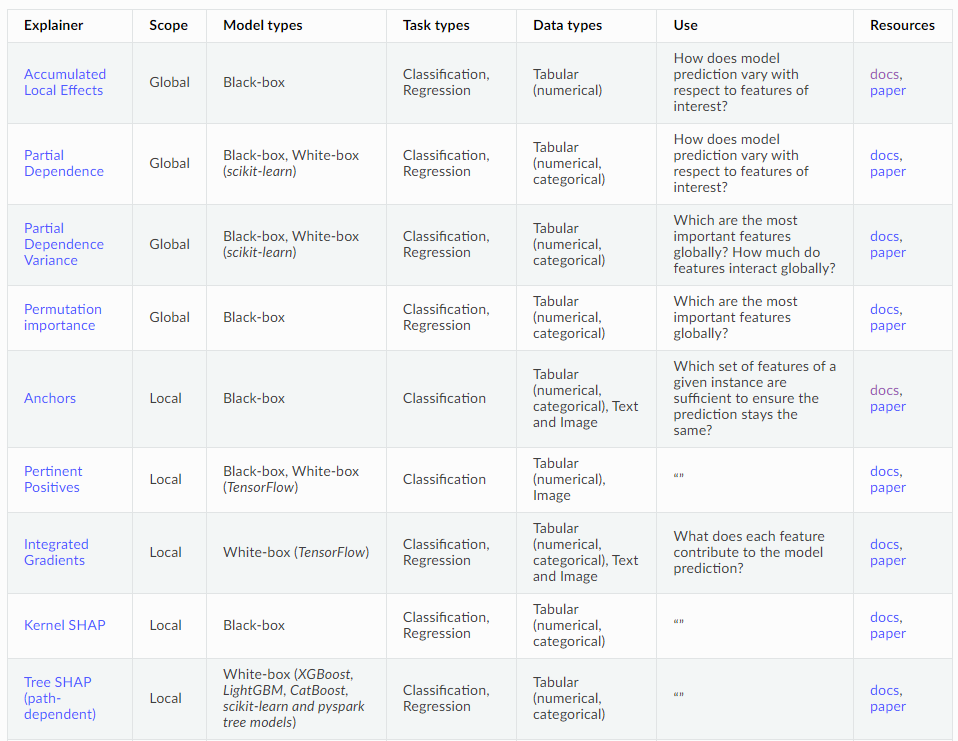 Explainer Scope Model types Task types Data types Use Resources
Accumulated
Local Effects
Global
Black-box
Classification,
Regression
Tabular
(numerical)
How does model
prediction vary with
respect to features of
interest?
docs,
paper
Partial
Dependence
Global
Black-box, White-box
(scikit-learn)
Classification,
Regression
Tabular
(numerical,
categorical)
How does model
prediction vary with
respect to features of
interest?
docs,
paper
Partial
Dependence
Variance
Global
Black-box, White-box
(scikit-learn)
Classification,
Regression
Tabular
(numerical,
categorical)
Which are the most
important features
globally? How much do
features interact globally?
docs,
paper
Permutation
importance
Global
Black-box
Classification,
Regression
Tabular
(numerical,
categorical)
Which are the most
important features
globally?
docs,
paper
Anchors
Local
Black-box
Classification
Tabular
(numerical,
categorical), Text
and Image
Which set of features of a
given instance are
sufficient to ensure the
prediction stays the
same?
docs,
paper
Pertinent
Positives
Local
Black-box, White-box
(TensorFlow)
Classification
Tabular
(numerical),
Image
“”
docs,
paper
Integrated
Gradients
Local
White-box (TensorFlow)
Classification,
Regression
Tabular
(numerical,
categorical), Text
and Image
What does each feature
contribute to the model
prediction?
docs,
paper
Kernel SHAP
Local
Black-box
Classification,
Regression
Tabular
(numerical,
categorical)
“”
docs,
paper
Tree SHAP
(path-
dependent)
Local
White-box (XGBoost,
LightGBM, CatBoost,
scikit-learn and pyspark
tree models)
Classification,
Regression
Tabular
(numerical,
categorical)
“”
docs,
paper